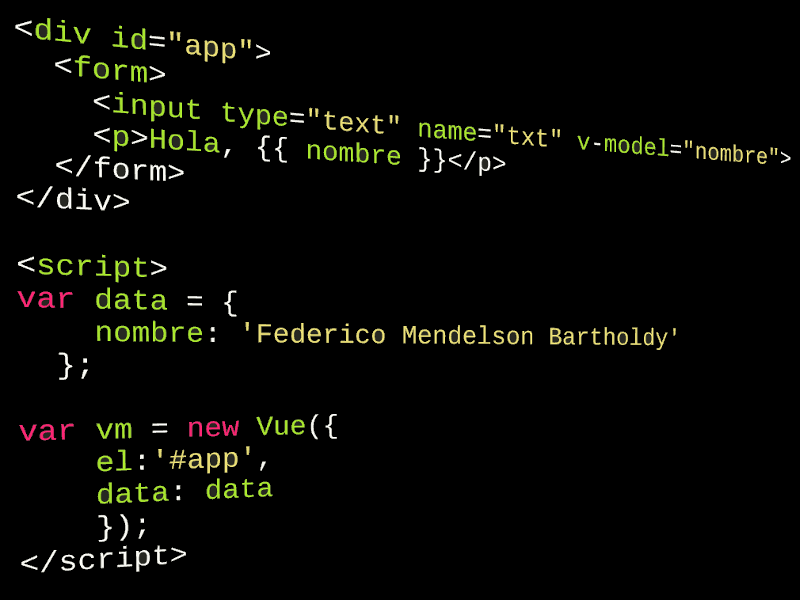 <div id="app">
<form>
<input type="text" name="txt" v-model="nombre">
<p>Hola, {{ nombre }}</p>
</form>
</div>
<script>
var data = {
nombre: 'Federico Mendelson Bartholdy'
};
var vm = new Vue({
el:'#app',
data: data
});
</script>